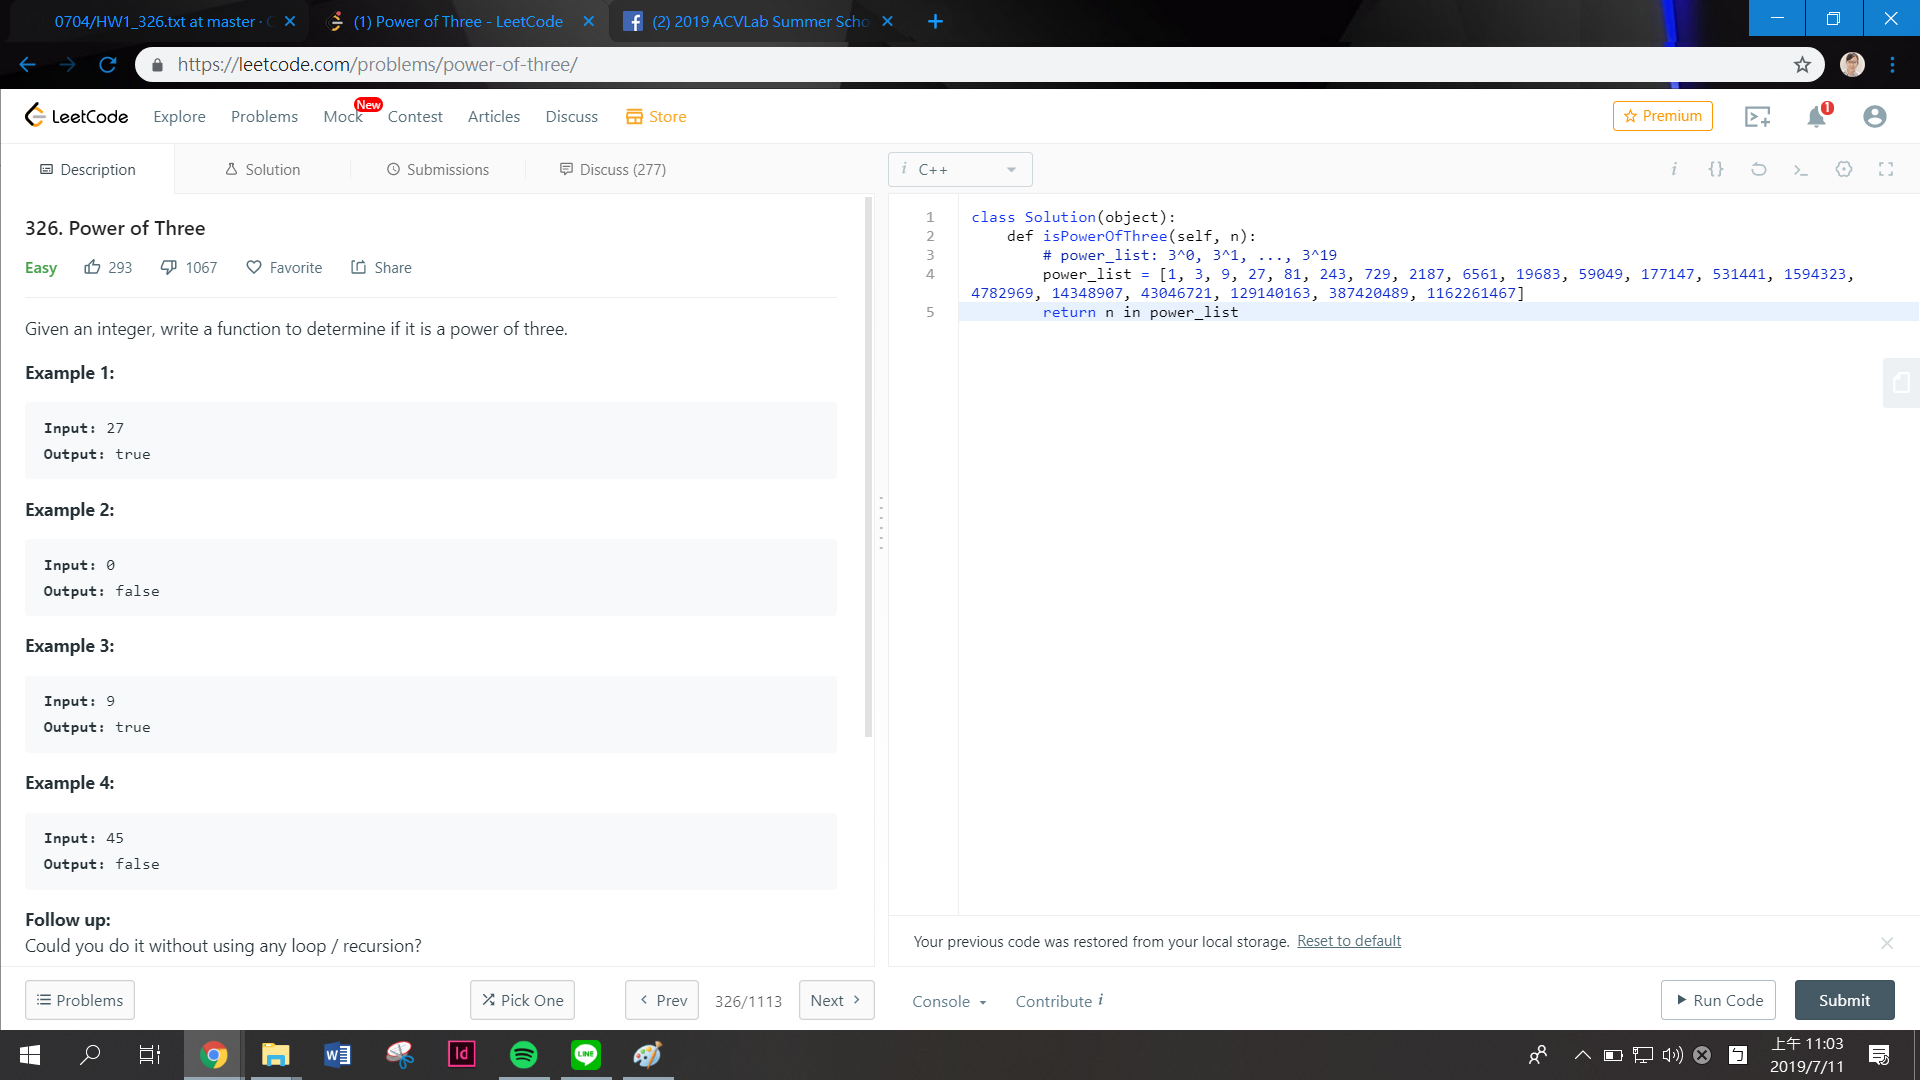 0704/HW1_326.txt at master ·
(1) Power of Three - LeetCode
(2) 2019 ACVLab Summer Scho
https://leetcode.com/problems/power-of-three/
LeetCode
Explore
Problems
Mock
New
Contest
Articles
Discuss
Store
Premium
1
Description
Solution
Submissions
Discuss (277)
i C++
326. Power of Three
Easy
293
1067
Favorite
Share
Given an integer, write a function to determine if it is a power of three.
Example 1:
Input: 27
Output: true
Example 2:
Input: 0
Output: false
Example 3:
Input: 9
Output: true
Example 4:
Input: 45
Output: false
Follow up:
Could you do it without using any loop / recursion?
1 class Solution(object):
2 def isPowerOfThree(self, n):
3 # power_list: 3^0, 3^1, ..., 3^19
4 power_list = [1, 3, 9, 27, 81, 243, 729, 2187, 6561, 19683, 59049, 177147, 531441, 1594323,
4782969, 14348907, 43046721, 129140163, 387420489, 1162261467]
5 return n in power_list
Your previous code was restored from your local storage. Reset to default
Problems
Pick One
Prev
326/1113
Next
Console
Contribute i
Run Code
Submit
W
Id
LINE
上午 11:03
2019/7/11